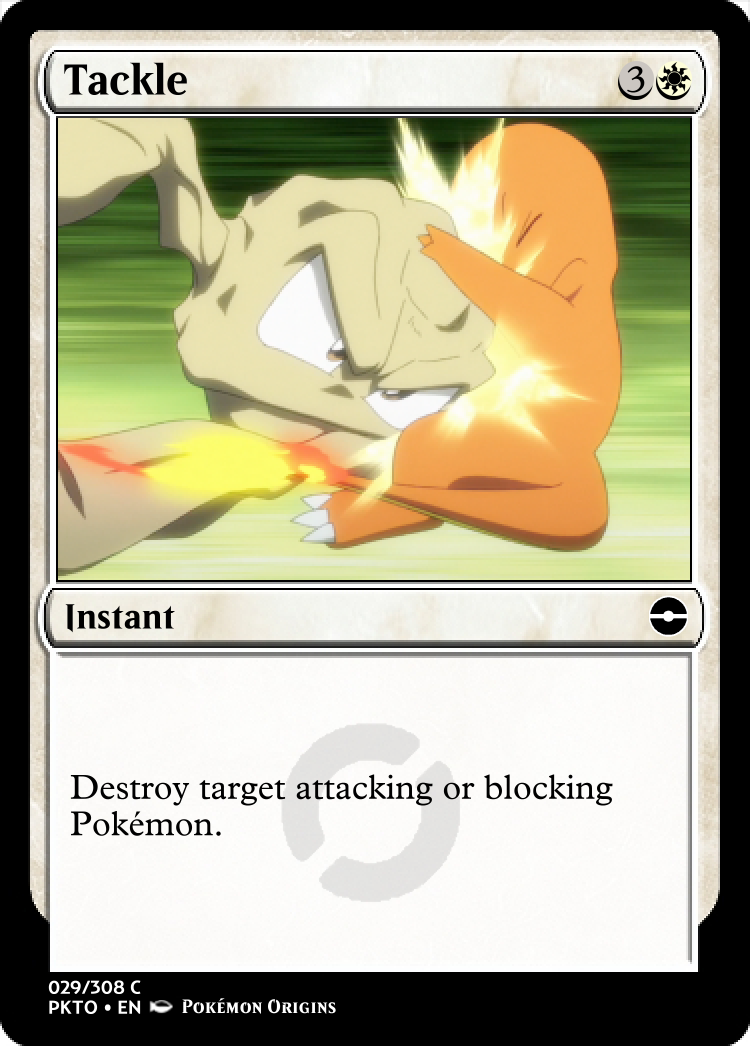 Tackle 3
Instant
Destroy target attacking or blocking
Pokémon.
029/308 C
PKTO • EN Pokémon Origins